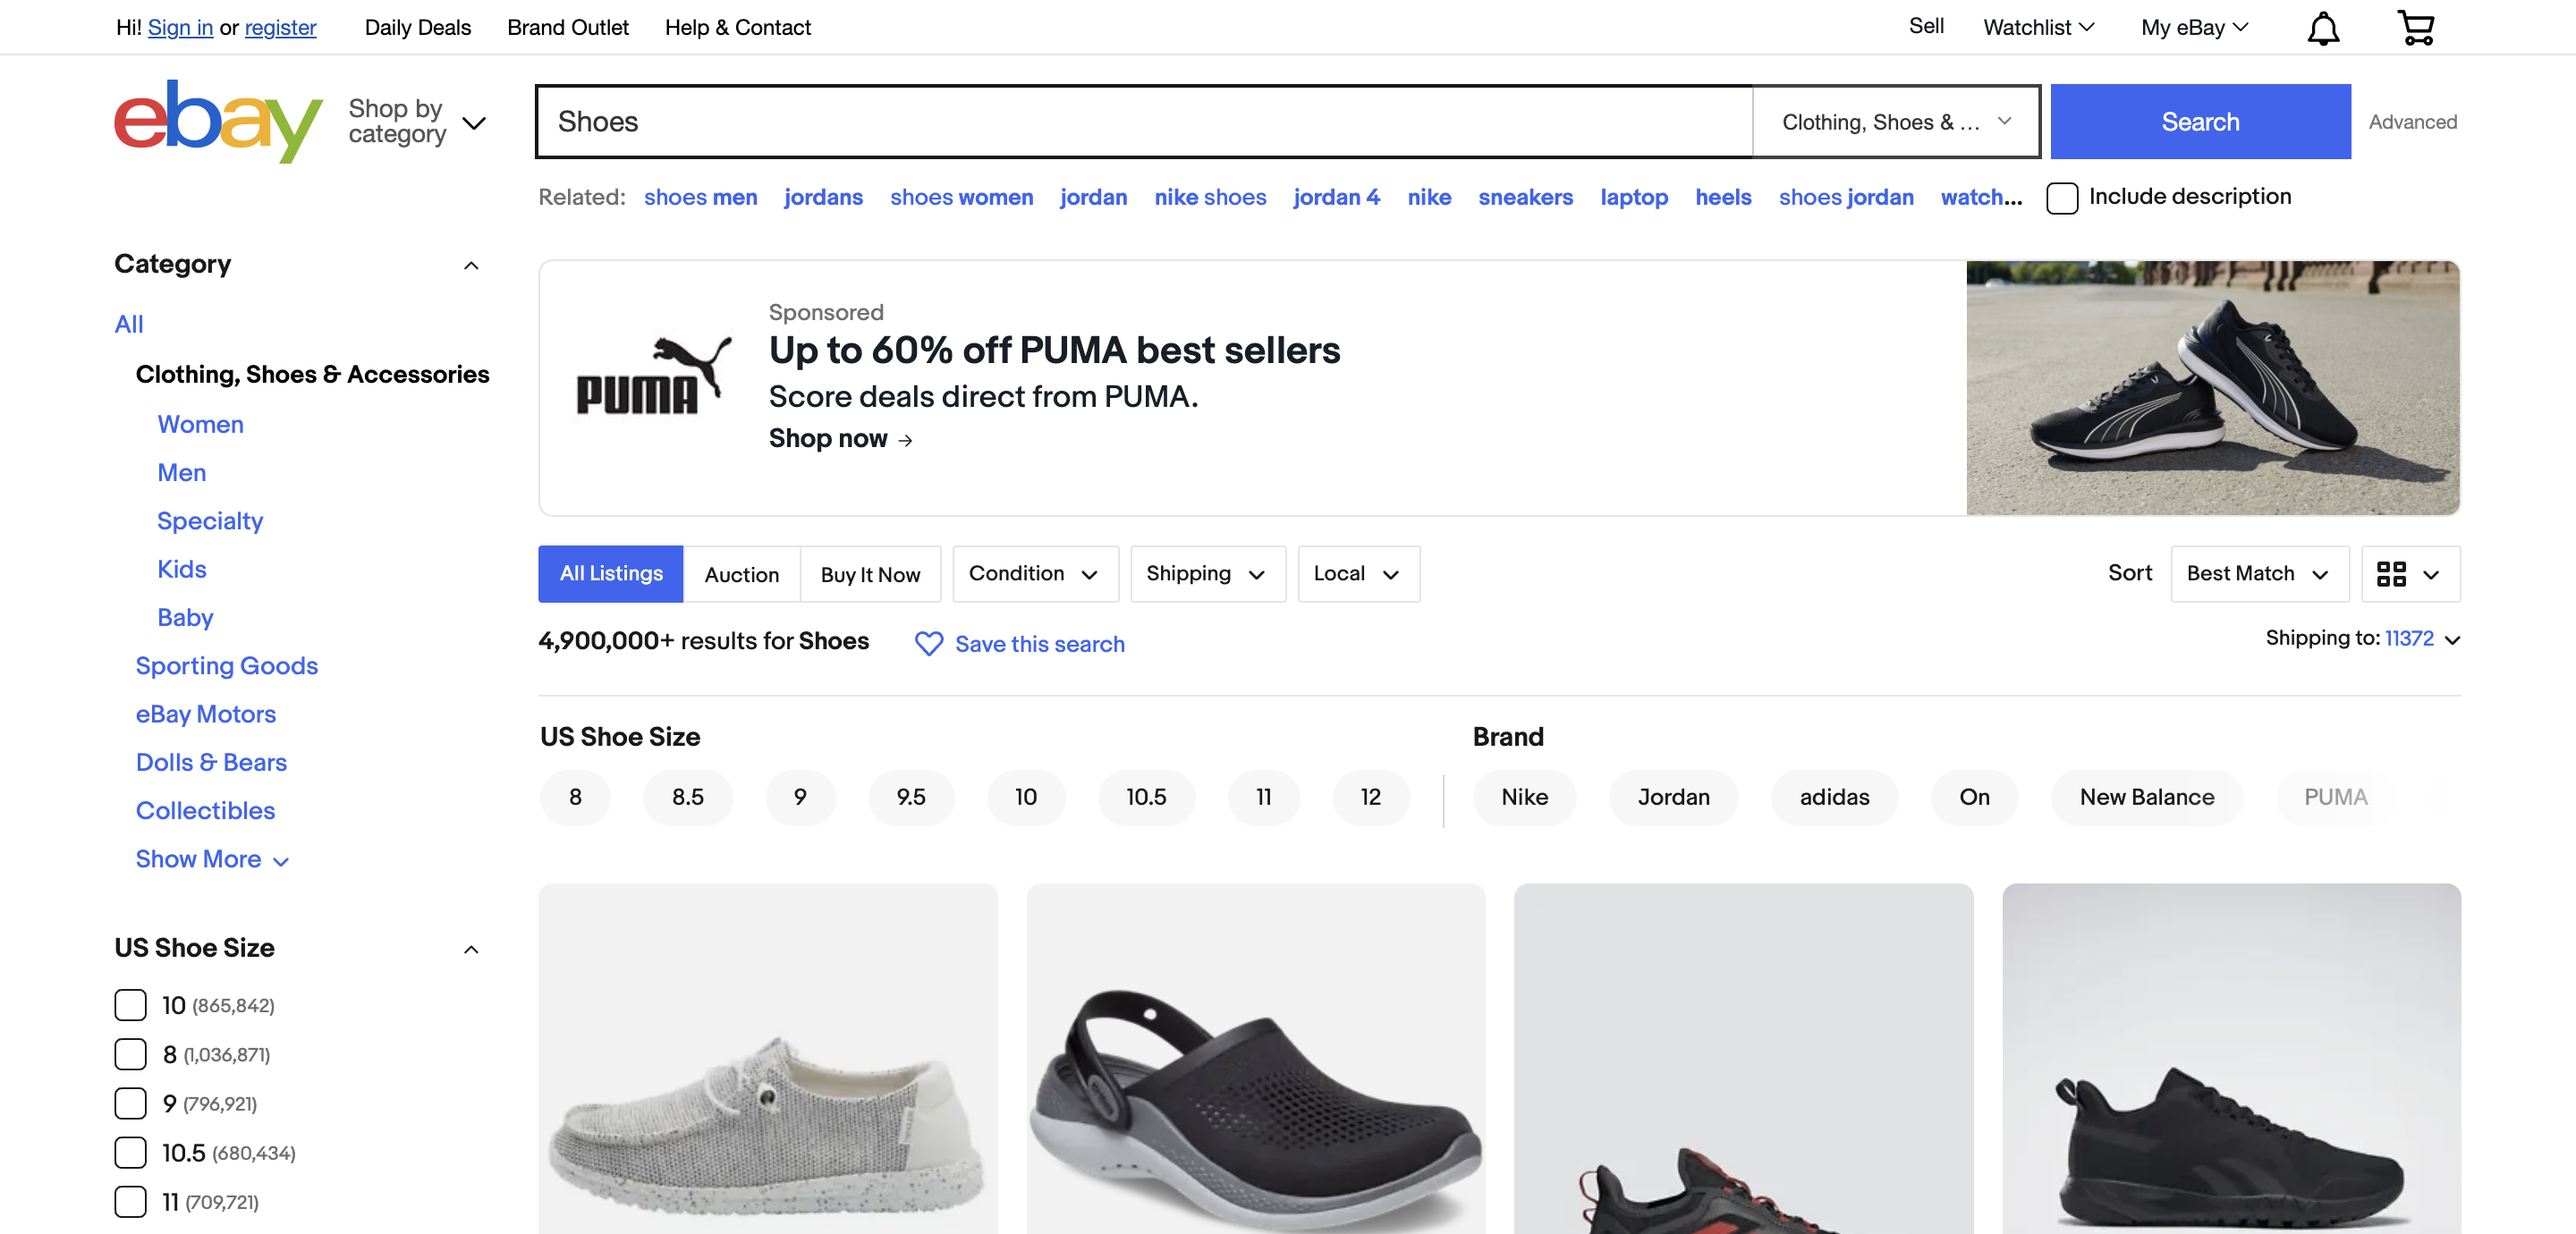 Hi! Sign in or register Daily Deals Brand Outlet Help & Contact Sell Watchlist My eBay
ebay Shop by category Shoes Clothing, Shoes & ... Search Advanced
Related: shoes men jordans shoes women jordan nike shoes jordan 4 nike sneakers laptop heels shoes jordan watch... Include description
Category
All
Clothing, Shoes & Accessories
Women
Men
Specialty
Kids
Baby
Sporting Goods
eBay Motors
Dolls & Bears
Collectibles
Show More
US Shoe Size
10 (865,842)
8 (1,036,871)
9 (796,921)
10.5 (680,434)
11 (709,721)
PUMA
Sponsored
Up to 60% off PUMA best sellers
Score deals direct from PUMA.
Shop now →
All Listings Auction Buy It Now Condition Shipping Local Sort Best Match
4,900,000+ results for Shoes Save this search Shipping to: 11372
US Shoe Size
8 8.5 9 9.5 10 10.5 11 12
Brand
Nike Jordan adidas On New Balance PUMA